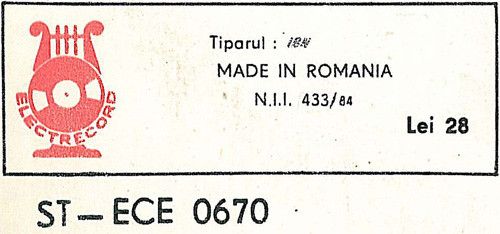 ELECTRECORD
Tiparul :
MADE IN ROMANIA
N.I.I. 433/84
Lei 28
ST-ECE 0670